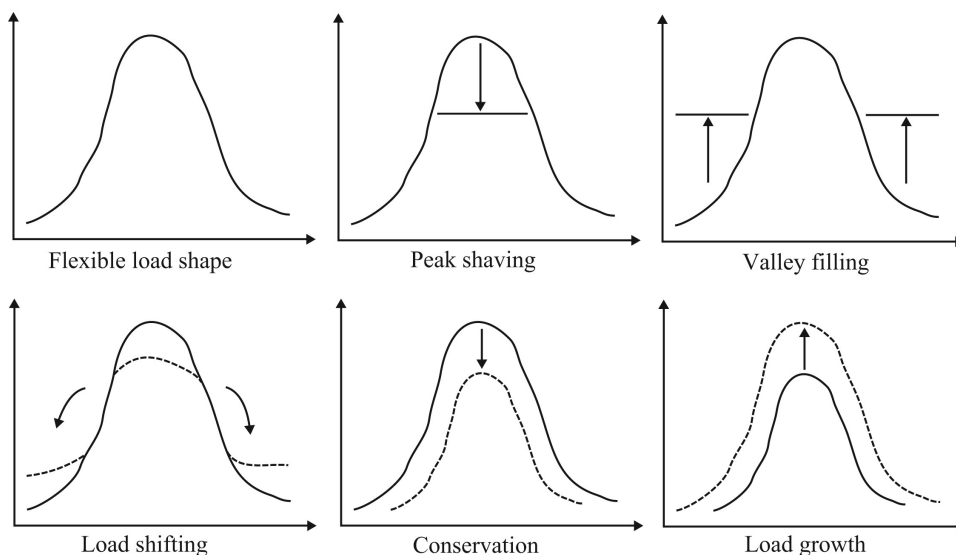 Flexible load shape
Peak shaving
Valley filling
Load shifting
Conservation
Load growth